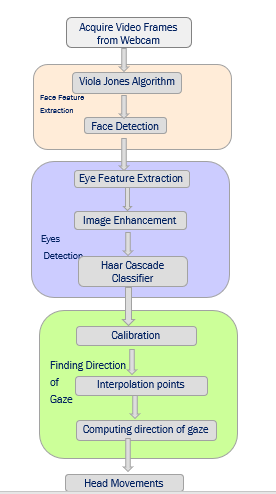 Acquire Video Frames
from Webcam
Viola Jones Algorithm
Face Feature
Extraction
Face Detection
Eye Feature Extraction
Image Enhancement
Eyes
Detection
Haar Cascade
Classifier
Calibration
Finding Direction
of
Gaze
Interpolation points
Computing direction of gaze
Head Movements